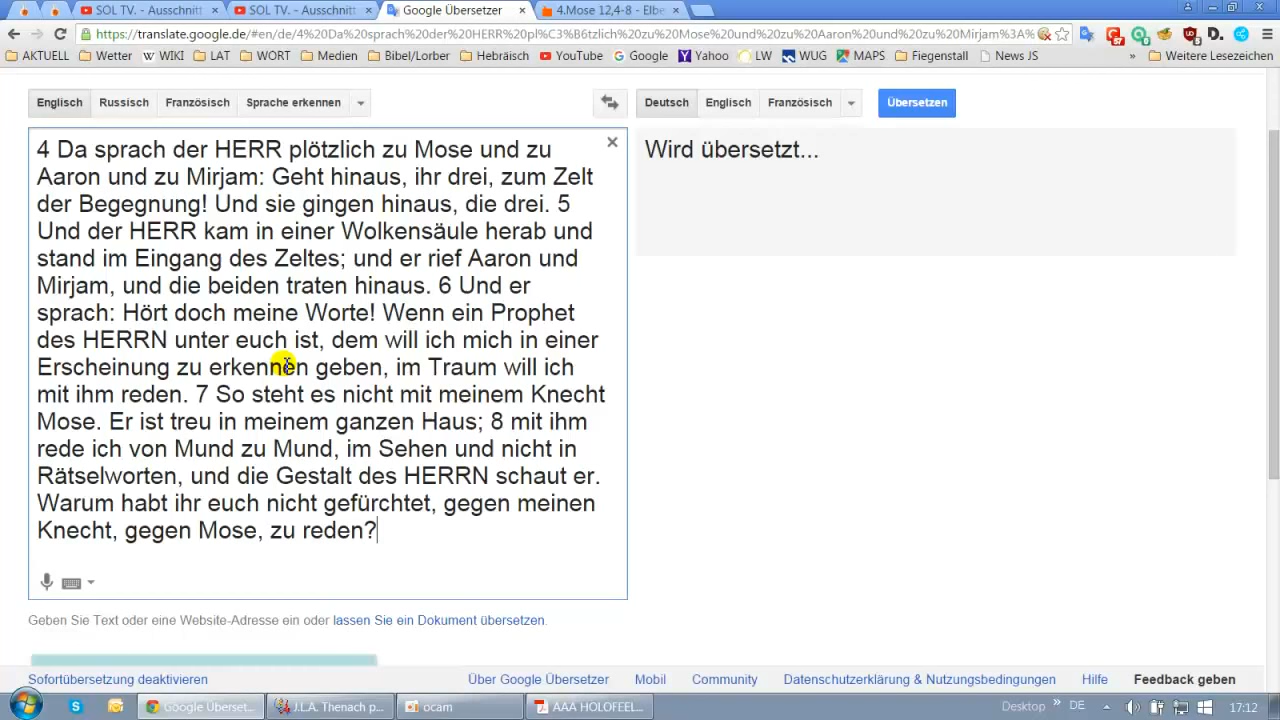 SOL TV. - Ausschnitt
SOL TV. - Ausschnitt
Google Übersetzer
4.Mose 12,4-8 - Elbe
https://translate.google.de/#en/de/4%20Da%20sprach%20der%20HERR%20pl%C3%B6tzlich%20zu%20Mose%20und%20zu%20Aaron%20und%20zu%20Mirjam%3A%
AKTUELL
Wetter
WIKI
LAT
WORT
Medien
Bibel/Lorber
Hebräisch
YouTube
Google
Yahoo
LW
WUG
MAPS
Fiegenstall
News JS
»
Weitere Lesezeichen
Englisch
Russisch
Französisch
Sprache erkennen
Deutsch
Englisch
Französisch
Übersetzen
4 Da sprach der HERR plötzlich zu Mose und zu
Aaron und zu Mirjam: Geht hinaus, ihr drei, zum Zelt
der Begegnung! Und sie gingen hinaus, die drei. 5
Und der HERR kam in einer Wolkensäule herab und
stand im Eingang des Zeltes; und er rief Aaron und
Mirjam, und die beiden traten hinaus. 6 Und er
sprach: Hört doch meine Worte! Wenn ein Prophet
des HERRN unter euch ist, dem will ich mich in einer
Erscheinung zu erkennen geben, im Traum will ich
mit ihm reden. 7 So steht es nicht mit meinem Knecht
Mose. Er ist treu in meinem ganzen Haus; 8 mit ihm
rede ich von Mund zu Mund, im Sehen und nicht in
Rätselworten, und die Gestalt des HERRN schaut er.
Warum habt ihr euch nicht gefürchtet, gegen meinen
Knecht, gegen Mose, zu reden?
Wird übersetzt...
Geben Sie Text oder eine Website-Adresse ein oder lassen Sie ein Dokument übersetzen.
Sofortübersetzung deaktivieren
Über Google Übersetzer
Mobil
Community
Datenschutzerklärung & Nutzungsbedingungen
Hilfe
Feedback geben
Google Überset...
J.L.A. Thenach p...
ocam
AAA HOLOFEEL...
Desktop
»
DE
17:12